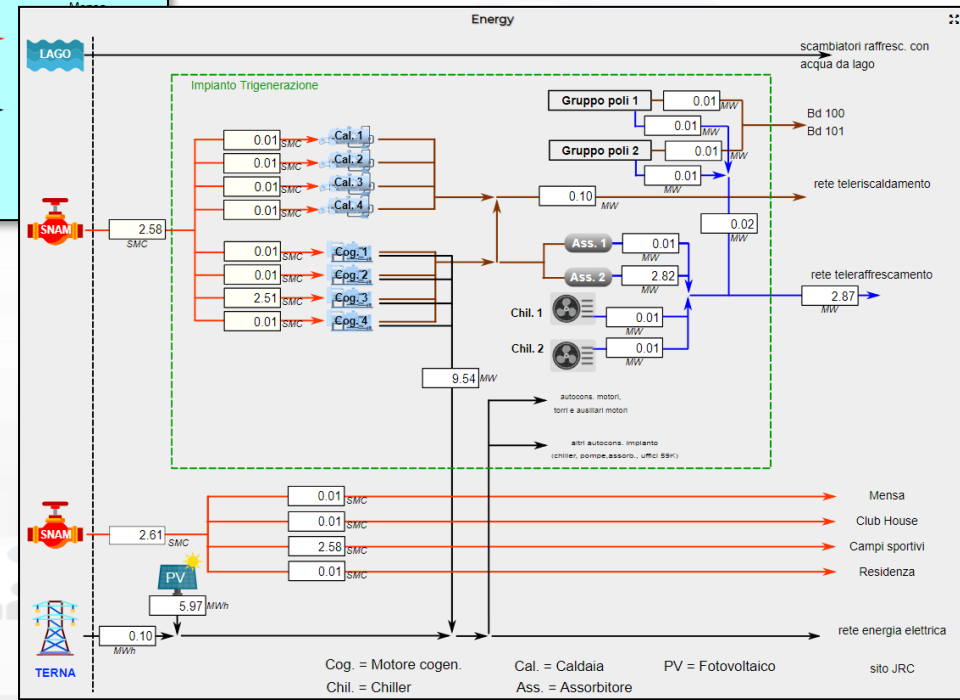 Energy
LAGO
scambiatori raffresc. con
acqua da lago
Impianto Trigenerazione
Gruppo poli 1
0.01 MW
0.01 MW
Bd 100
Bd 101
Gruppo poli 2
0.01 MW
0.01 MW
0.01 SMC
Cal. 1
0.01 SMC
Cal. 2
0.01 SMC
Cal. 3
0.01 SMC
Cal. 4
rete teleriscaldamento
0.10 MW
SNAM
2.58
SMC
0.02
MW
0.01 SMC
Cog. 1
0.01 SMC
Cog. 2
2.51 SMC
Cog. 3
0.01 SMC
Cog. 4
Ass. 1
0.01
MW
Ass. 2
2.82
MW
rete teleraffrescamento
2.87
MW
Chil. 1
0.01
MW
Chil. 2
0.01
MW
9.54 MW
autocons. motori,
torri e ausiliari motori
altri autocons. impianto
(chiller, pompe,assorb., uffici 59K)
SNAM
2.61 SMC
0.01 SMC
Mensa
0.01 SMC
Club House
2.58 SMC
Campi sportivi
0.01 SMC
Residenza
PV
5.97 MWh
0.10
MWh
rete energia elettrica
TERNA
sito JRC
Cog. = Motore cogen.
Cal. = Caldaia
PV = Fotovoltaico
Chil. = Chiller
Ass. = Assorbitore